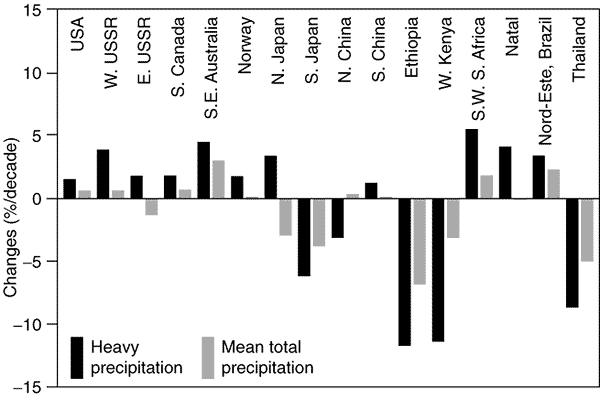 15
10
5
0
−5
−10
−15
Changes (%/decade)
USA
W. USSR
E. USSR
S. Canada
S.E. Australia
Norway
N. Japan
S. Japan
N. China
S. China
Ethiopia
W. Kenya
S.W. S. Africa
Natal
Nord-Este, Brazil
Thailand
Heavy
precipitation
Mean total
precipitation